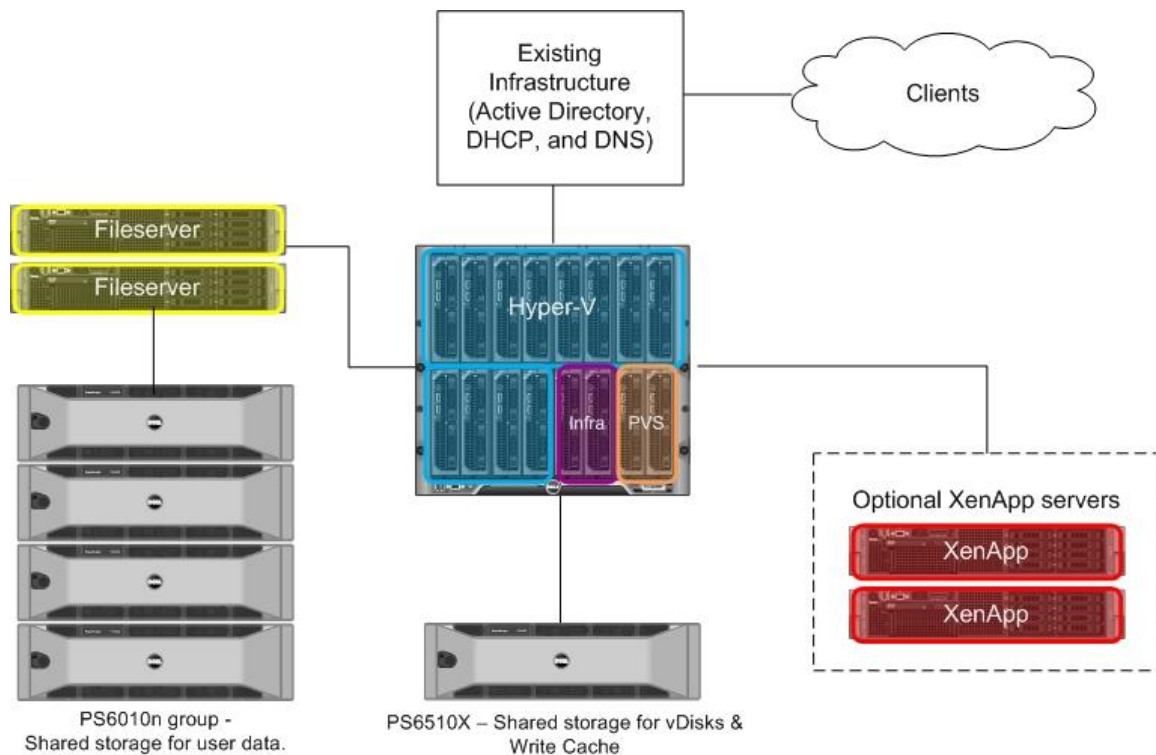 Existing
Infrastructure
(Active Directory,
DHCP, and DNS)
Clients
Fileserver
Fileserver
Hyper-V
Infra
PVS
Optional XenApp servers
XenApp
XenApp
PS6010n group -
Shared storage for user data.
PS6510X – Shared storage for vDisks &
Write Cache